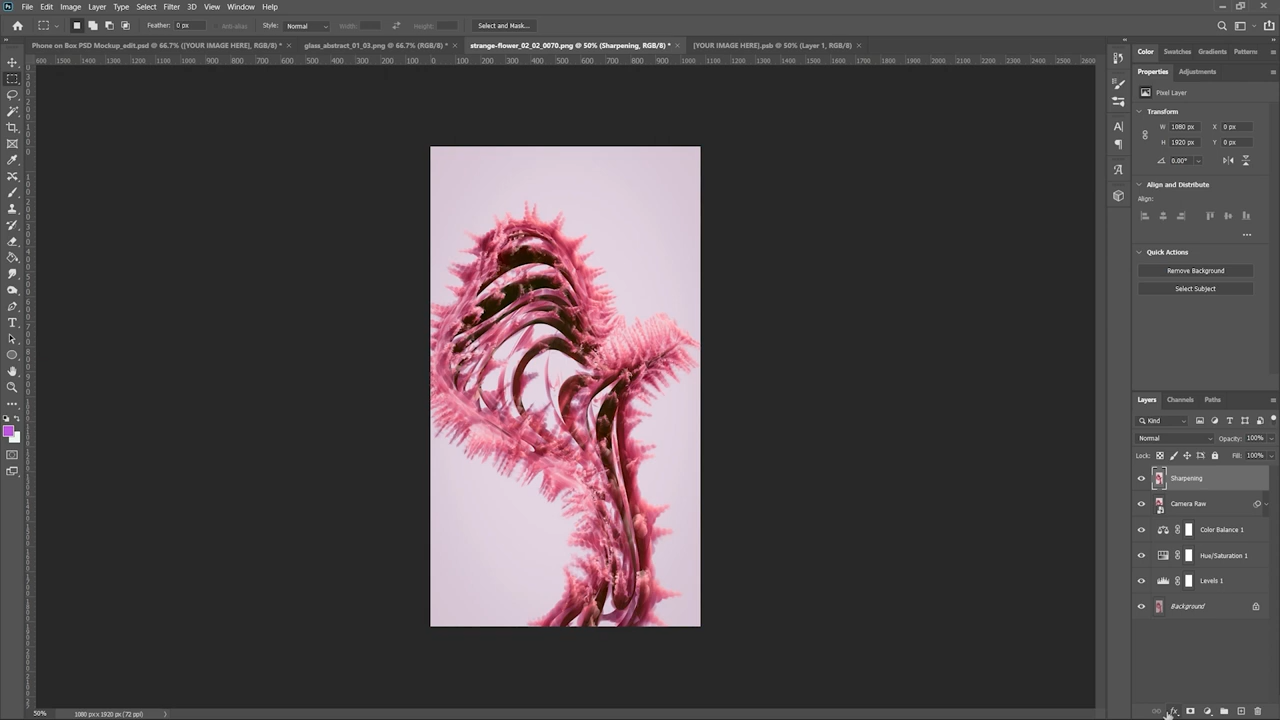 File Edit Image Layer Type Select Filter 3D View Window Help
Feather: 0 px Anti-alias Style: Normal Width: Height: Select and Mask...
Phone on Box PSD Mockup_edit.psd @ 66.7% ([YOUR IMAGE HERE], RGB/8) * × glass_abstract_01_03.png @ 66.7% (RGB/8) * × strange-flower_02_02_0070.png @ 50% (Sharpening, RGB/8) * × [YOUR IMAGE HERE].psb @ 50% (Layer 1, RGB/8) ×
Color Swatches Gradients Patterns
Properties Adjustments
Pixel Layer
Transform
W 1080 px X 0 px
H 1920 px Y 0 px
0.00°
Align and Distribute
Align:
Quick Actions
Remove Background
Select Subject
Layers Channels Paths
Kind
Normal Opacity: 100%
Lock: Fill: 100%
Sharpening
Camera Raw
Color Balance 1
Hue/Saturation 1
Levels 1
Background
50% 1080 px x 1920 px (72 ppi)